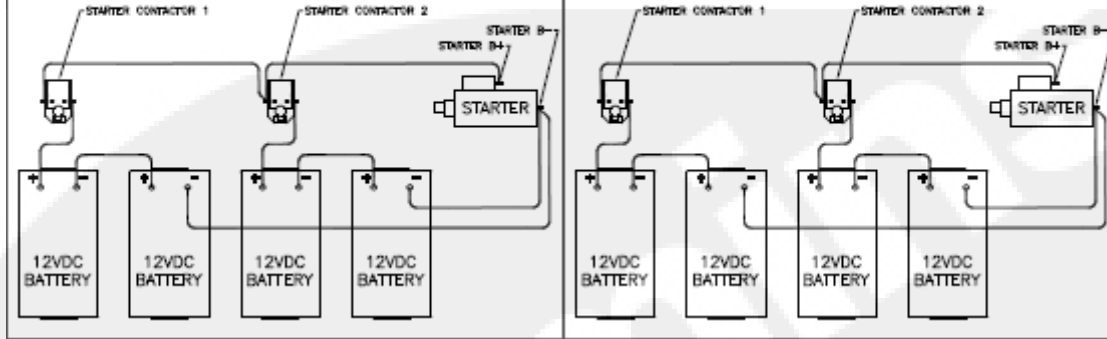 STARTER CONTACTOR 1
STARTER CONTACTOR 2
STARTER B-
STARTER B+
STARTER
+ -
+ -
+ -
+ -
12VDC
BATTERY
12VDC
BATTERY
12VDC
BATTERY
12VDC
BATTERY
STARTER CONTACTOR 1
STARTER CONTACTOR 2
STARTER B-
STARTER B+
STARTER
+ -
+ -
+ -
+ -
12VDC
BATTERY
12VDC
BATTERY
12VDC
BATTERY
12VDC
BATTERY